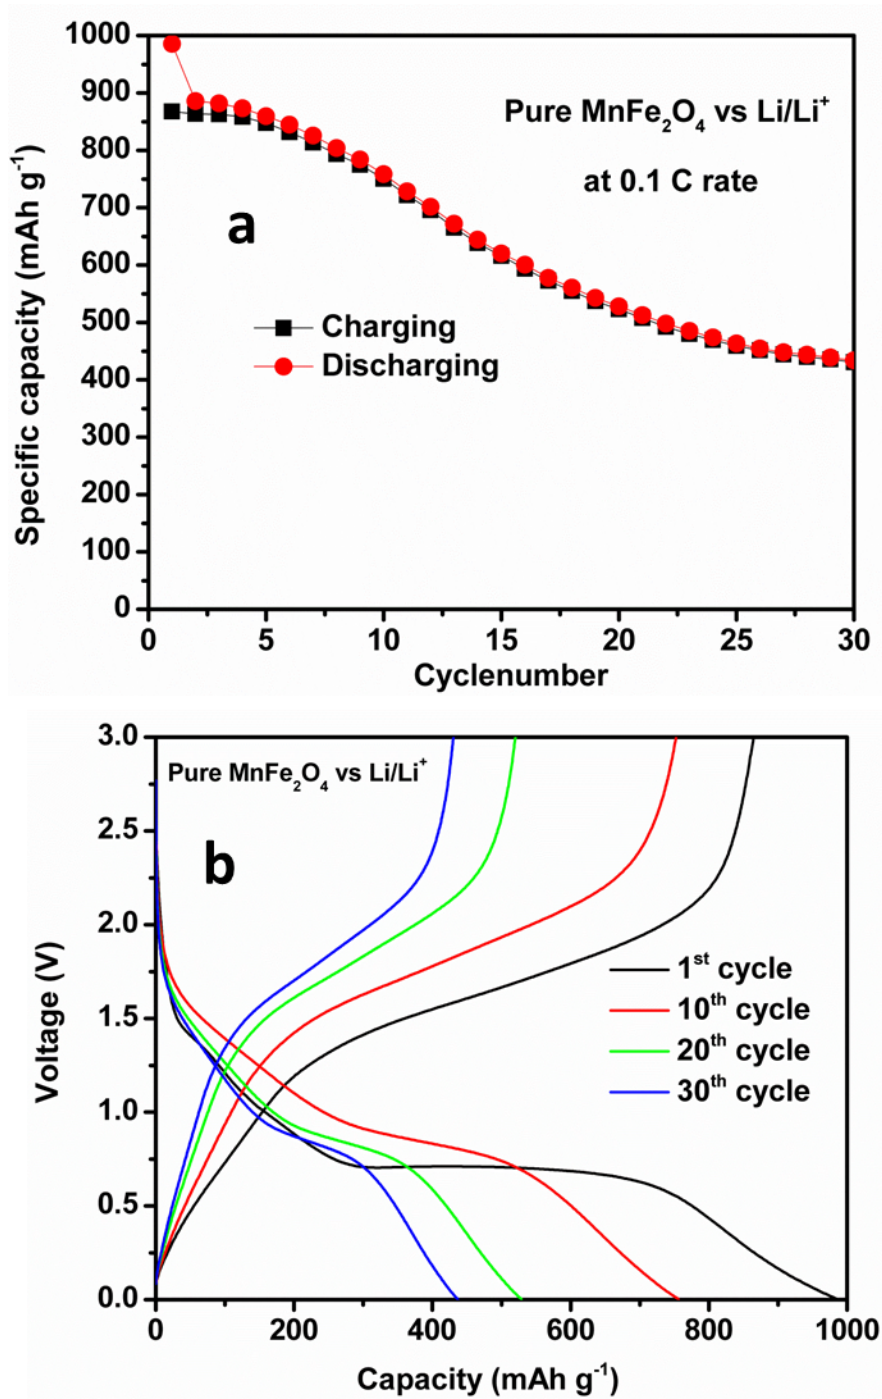 1000
900
800
700
600
500
400
300
200
100
0
Specific capacity (mAh g⁻¹)
Pure MnFe₂O₄ vs Li/Li⁺
at 0.1 C rate
a
Charging
Discharging
0 5 10 15 20 25 30
Cyclenumber
3.0
2.5
2.0
1.5
1.0
0.5
0.0
Voltage (V)
Pure MnFe₂O₄ vs Li/Li⁺
b
1ˢᵗ cycle
10ᵗʰ cycle
20ᵗʰ cycle
30ᵗʰ cycle
0 200 400 600 800 1000
Capacity (mAh g⁻¹)